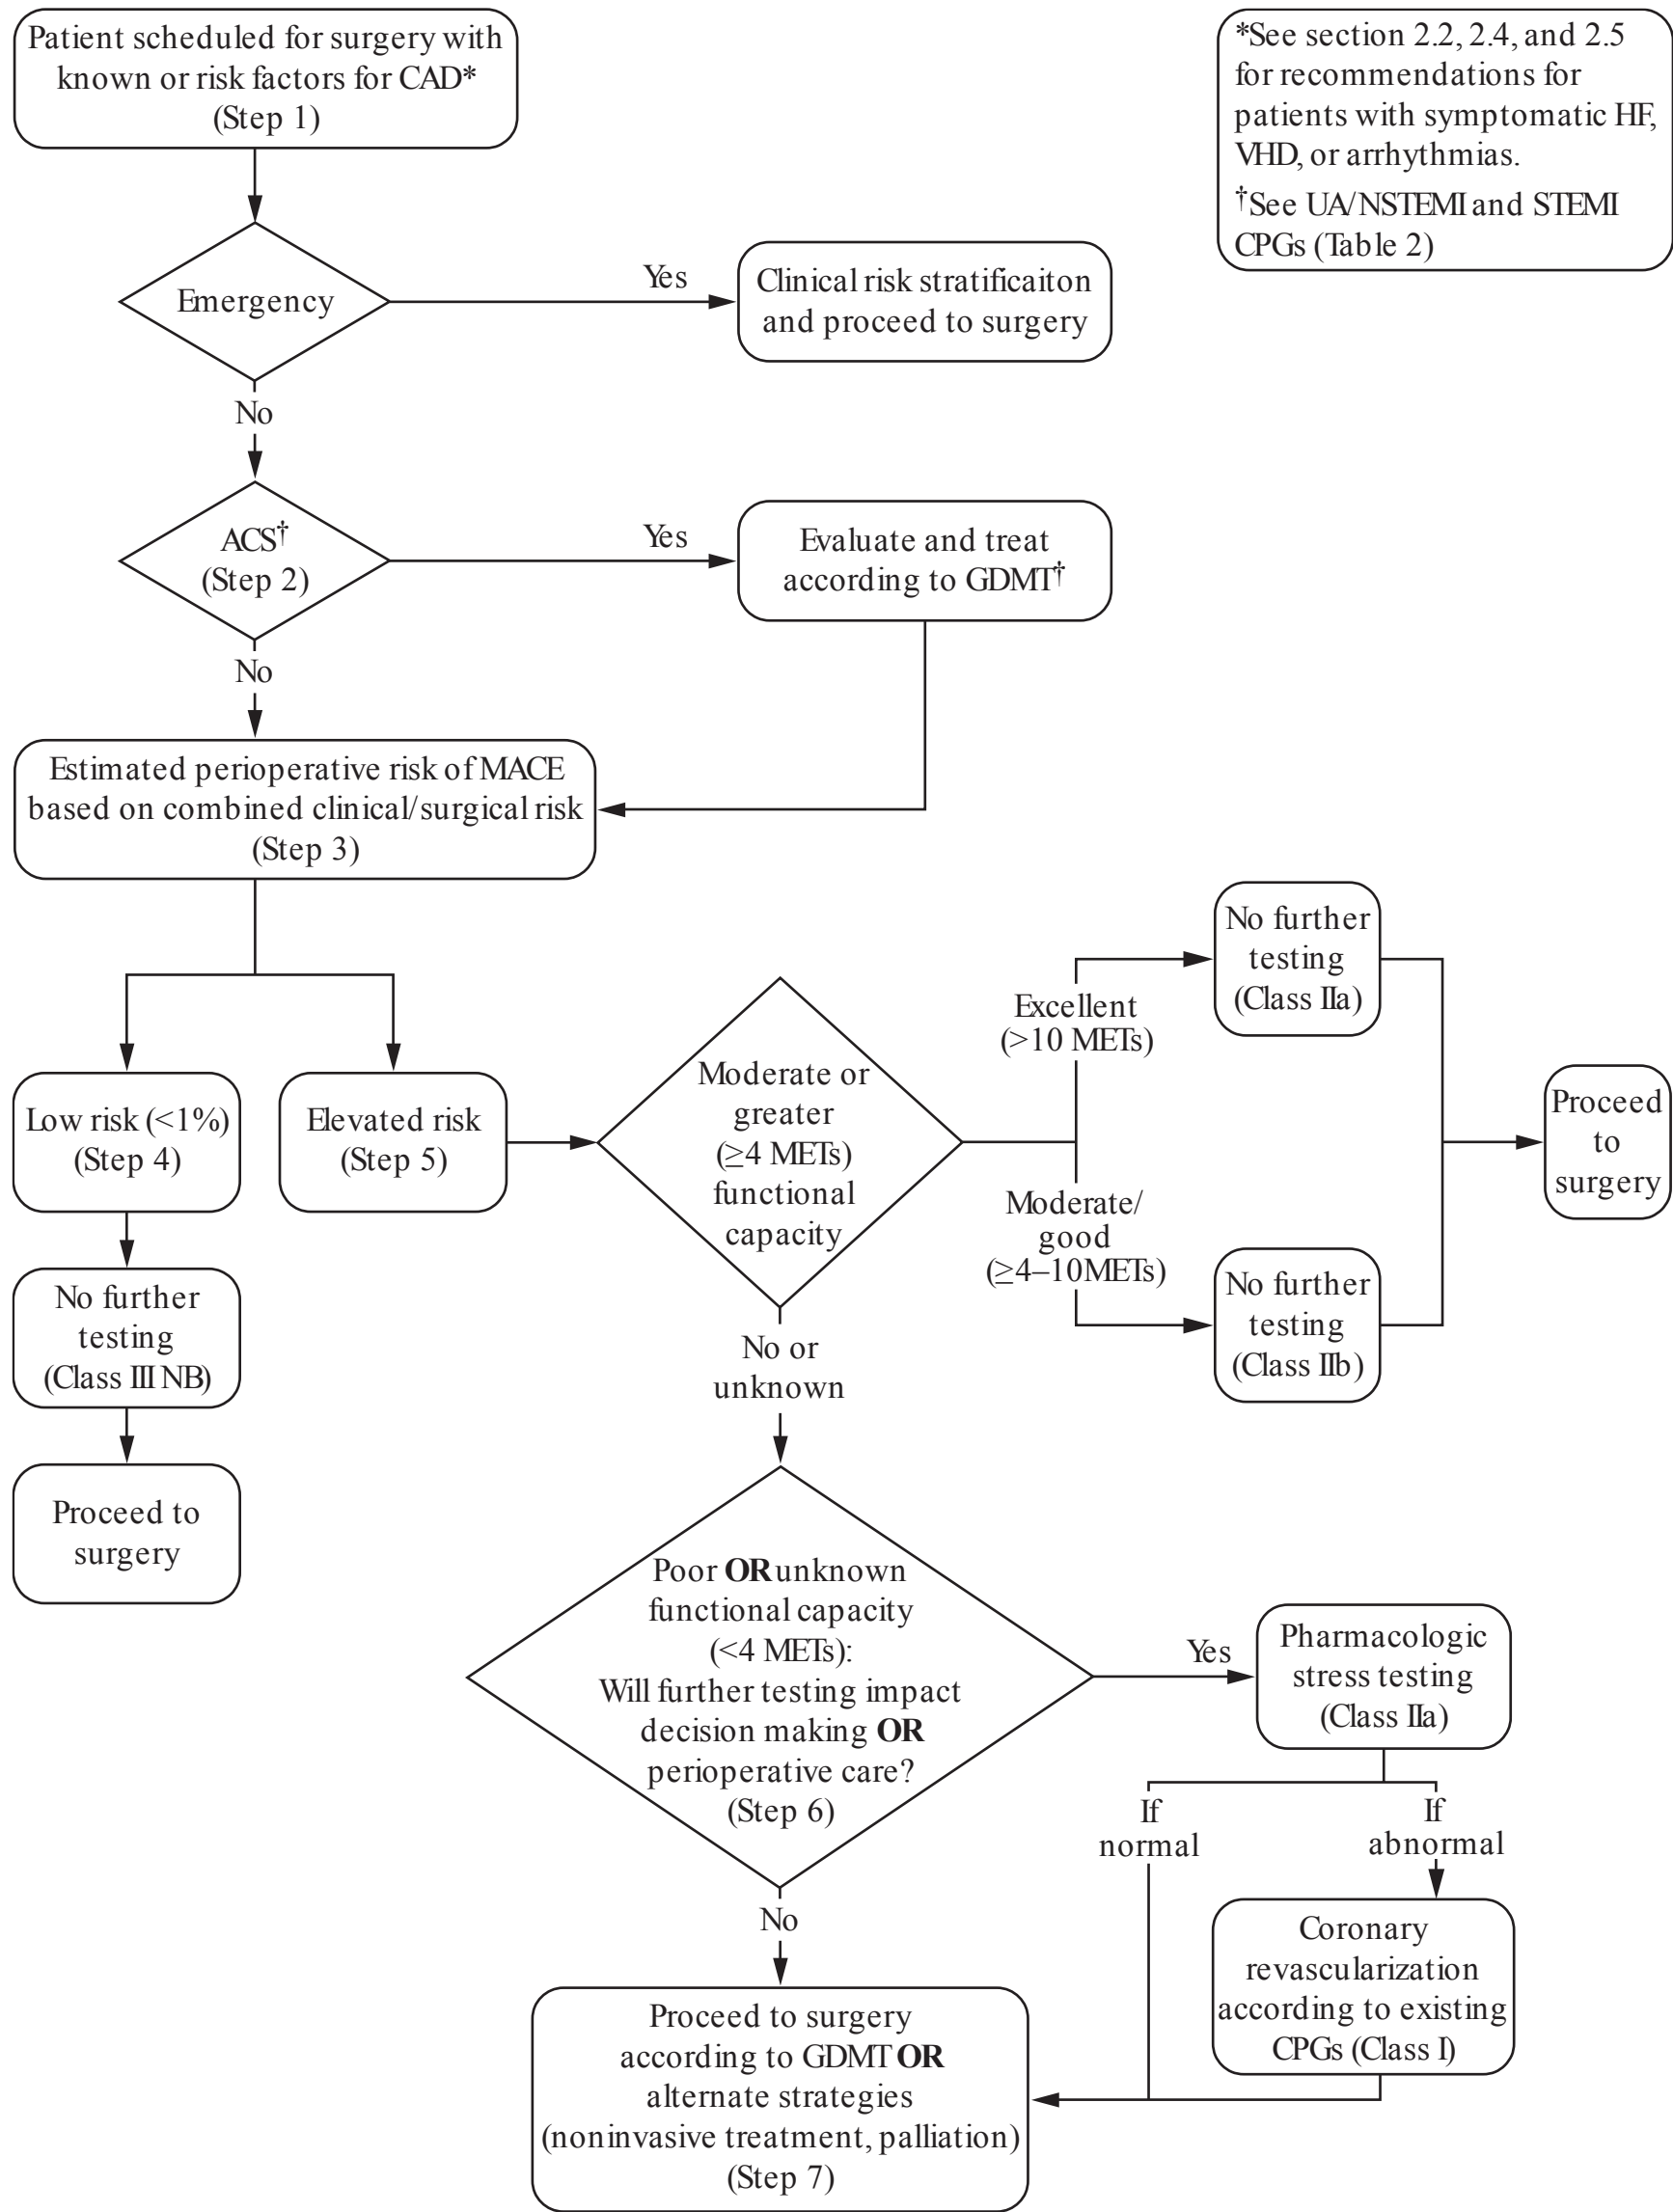 Patient scheduled for surgery with
known or risk factors for CAD*
(Step 1)
*See section 2.2, 2.4, and 2.5
for recommendations for
patients with symptomatic HF,
VHD, or arrhythmias.
†See UA/NSTEMI and STEMI
CPGs (Table 2)
Emergency
Yes
Clinical risk stratificaiton
and proceed to surgery
No
ACS†
(Step 2)
Yes
Evaluate and treat
according to GDMT†
No
Estimated perioperative risk of MACE
based on combined clinical/surgical risk
(Step 3)
Low risk (<1%)
(Step 4)
No further
testing
(Class III NB)
Proceed to
surgery
Elevated risk
(Step 5)
Moderate or
greater
(≥4 METs)
functional
capacity
Excellent
(>10 METs)
No further
testing
(Class IIa)
Moderate/
good
(≥4–10METs)
No further
testing
(Class IIb)
Proceed
to
surgery
No or
unknown
Poor OR unknown
functional capacity
(<4 METs):
Will further testing impact
decision making OR
perioperative care?
(Step 6)
Yes
Pharmacologic
stress testing
(Class IIa)
If
normal
If
abnormal
Coronary
revascularization
according to existing
CPGs (Class I)
No
Proceed to surgery
according to GDMT OR
alternate strategies
(noninvasive treatment, palliation)
(Step 7)